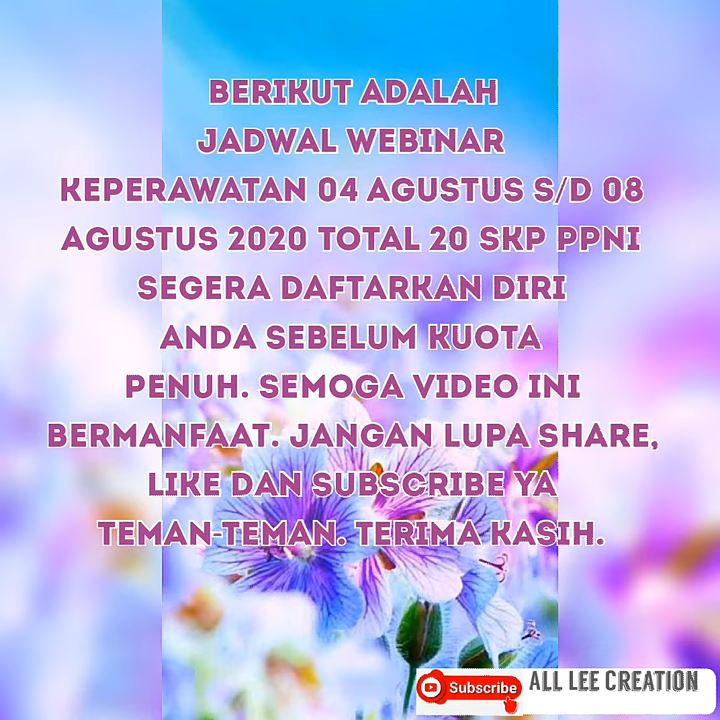 BERIKUT ADALAH
JADWAL WEBINAR
KEPERAWATAN 04 AGUSTUS S/D 08
AGUSTUS 2020 TOTAL 20 SKP PPNI
SEGERA DAFTARKAN DIRI
ANDA SEBELUM KUOTA
PENUH. SEMOGA VIDEO INI
BERMANFAAT. JANGAN LUPA SHARE,
LIKE DAN SUBSCRIBE YA
TEMAN-TEMAN. TERIMA KASIH.
Subscribe ALL LEE CREATION